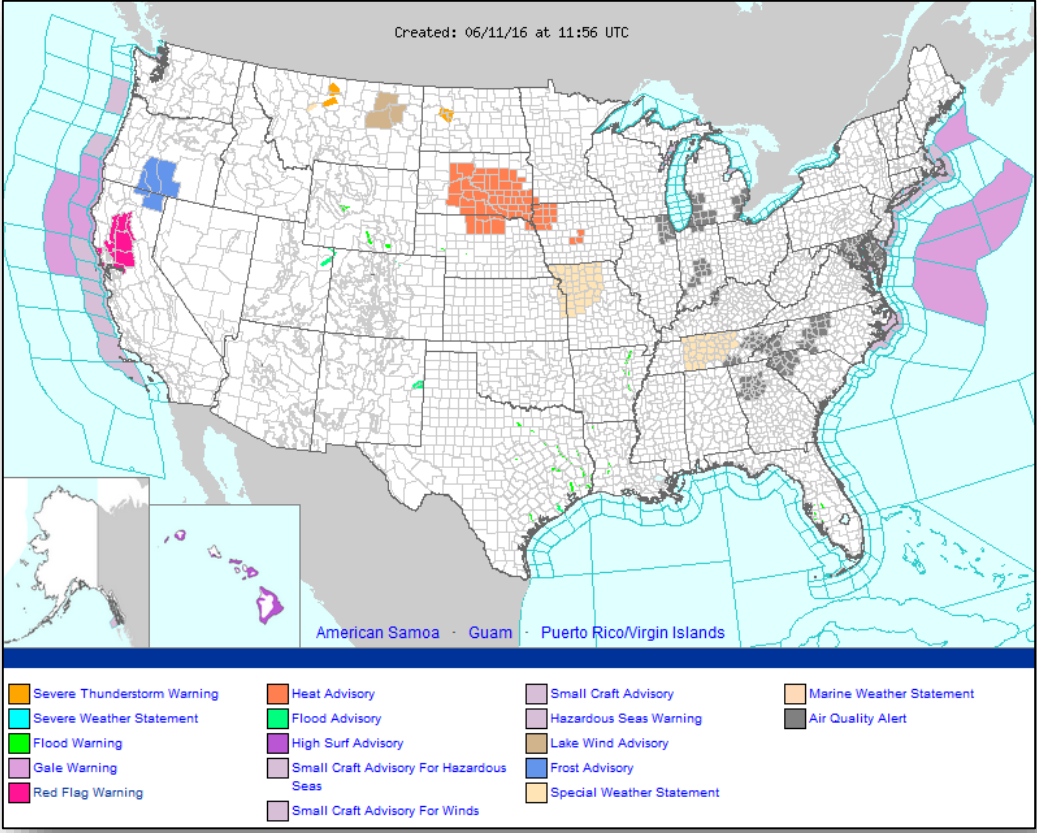 Created: 06/11/16 at 11:56 UTC
American Samoa - Guam - Puerto Rico/Virgin Islands
Severe Thunderstorm Warning
Severe Weather Statement
Flood Warning
Gale Warning
Red Flag Warning
Heat Advisory
Flood Advisory
High Surf Advisory
Small Craft Advisory For Hazardous
Seas
Small Craft Advisory For Winds
Small Craft Advisory
Hazardous Seas Warning
Lake Wind Advisory
Frost Advisory
Special Weather Statement
Marine Weather Statement
Air Quality Alert